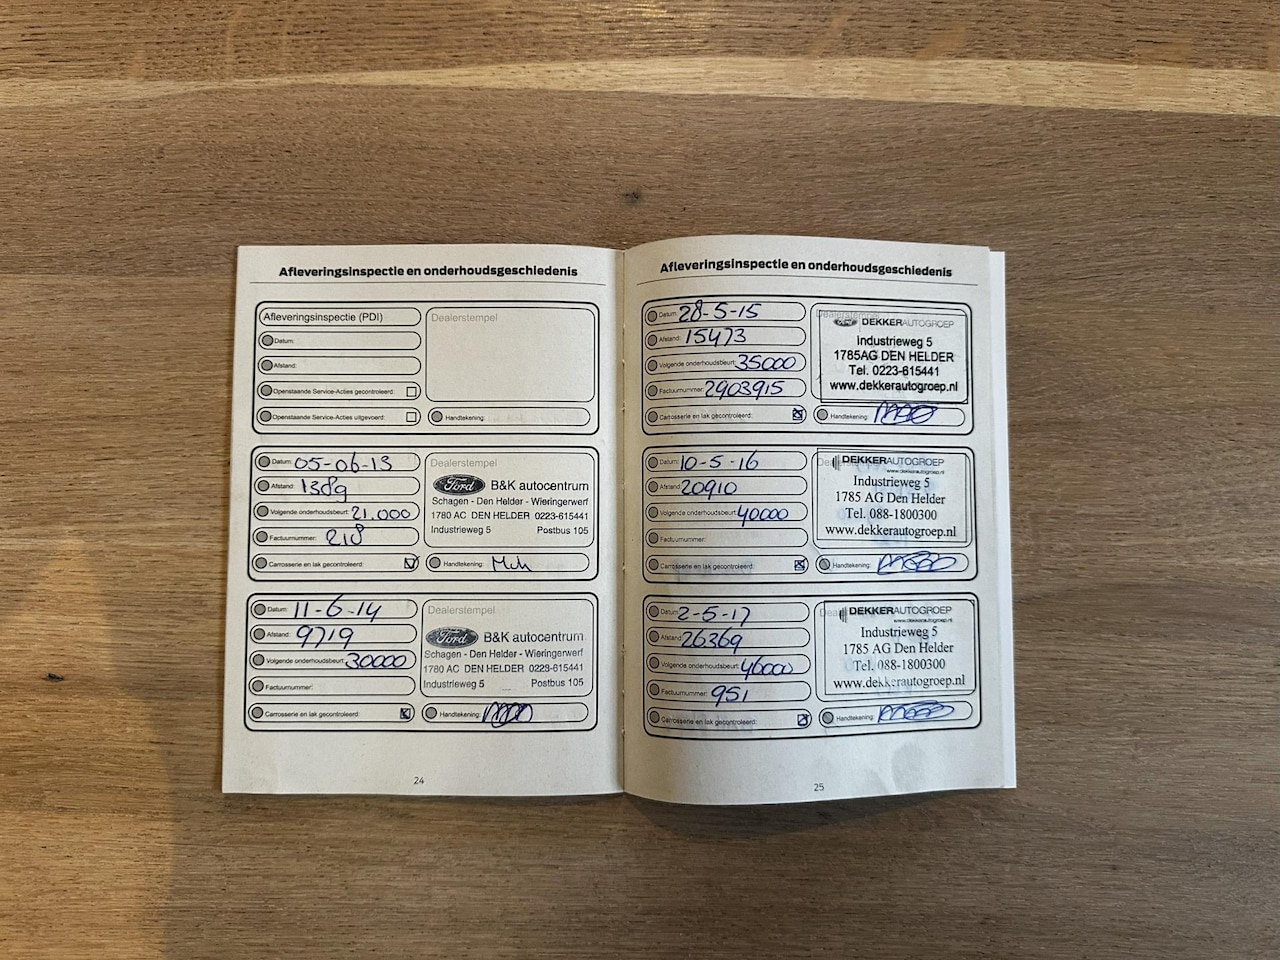 Afleveringsinspectie en onderhoudsgeschiedenis
Afleveringsinspectie (PDI)
Dealerstempel
Datum:
Afstand:
Openstaande Service-Acties gecontroleerd:
Openstaande Service-Acties uitgevoerd:
Handtekening:
Datum: 05-06-13
Afstand: 1389
Volgende onderhoudsbeurt: 21.000
Factuurnummer: 218
Carrosserie en lak gecontroleerd:
Dealerstempel
Ford B&K autocentrum
Schagen - Den Helder - Wieringerwerf
1780 AC DEN HELDER 0223-615441
Industrieweg 5 Postbus 105
Handtekening:
Datum: 11-6-14
Afstand: 9719
Volgende onderhoudsbeurt: 30000
Factuurnummer:
Carrosserie en lak gecontroleerd:
Dealerstempel
Ford B&K autocentrum
Schagen - Den Helder - Wieringerwerf
1780 AC DEN HELDER 0223-615441
Industrieweg 5 Postbus 105
Handtekening:
24
Afleveringsinspectie en onderhoudsgeschiedenis
Datum: 28-5-15
Afstand: 15473
Volgende onderhoudsbeurt: 35000
Factuurnummer: 2903915
Carrosserie en lak gecontroleerd:
Ford DEKKERAUTOGROEP
Industrieweg 5
1785AG DEN HELDER
Tel. 0223-615441
www.dekkerautogroep.nl
Handtekening:
Datum: 10-5-16
Afstand: 20910
Volgende onderhoudsbeurt: 40000
Factuurnummer:
Carrosserie en lak gecontroleerd:
DEKKERAUTOGROEP
www.dekkerautogroep.nl
Industrieweg 5
1785 AG Den Helder
Tel. 088-1800300
www.dekkerautogroep.nl
Handtekening:
Datum: 2-5-17
Afstand: 26369
Volgende onderhoudsbeurt: 46000
Factuurnummer: 951
Carrosserie en lak gecontroleerd:
DEKKERAUTOGROEP
www.dekkerautogroep.nl
Industrieweg 5
1785 AG Den Helder
Tel. 088-1800300
www.dekkerautogroep.nl
Handtekening:
25